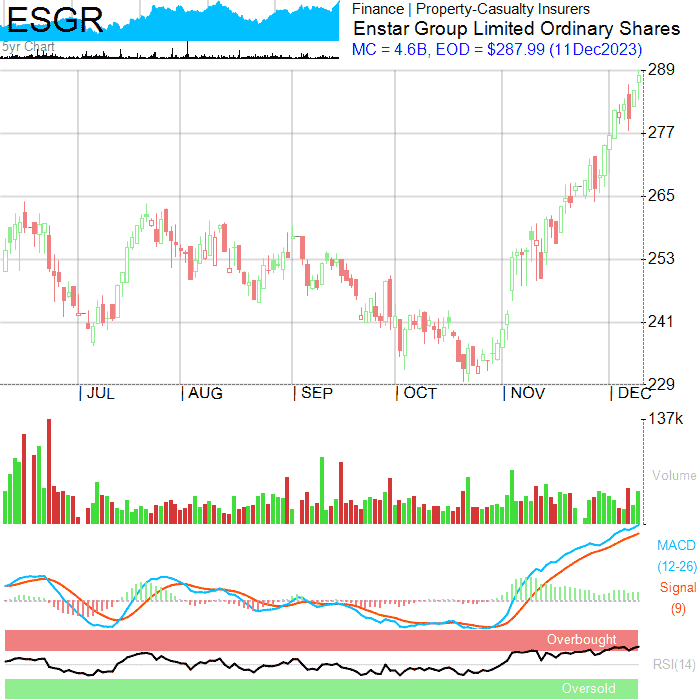 ESGR
5yr Chart
Finance | Property-Casualty Insurers
Enstar Group Limited Ordinary Shares
MC = 4.6B, EOD = $287.99 (11Dec2023)
289
277
265
253
241
229
JUL AUG SEP OCT NOV DEC
137k
Volume
MACD
(12-26)
Signal
(9)
Overbought
RSI(14)
Oversold